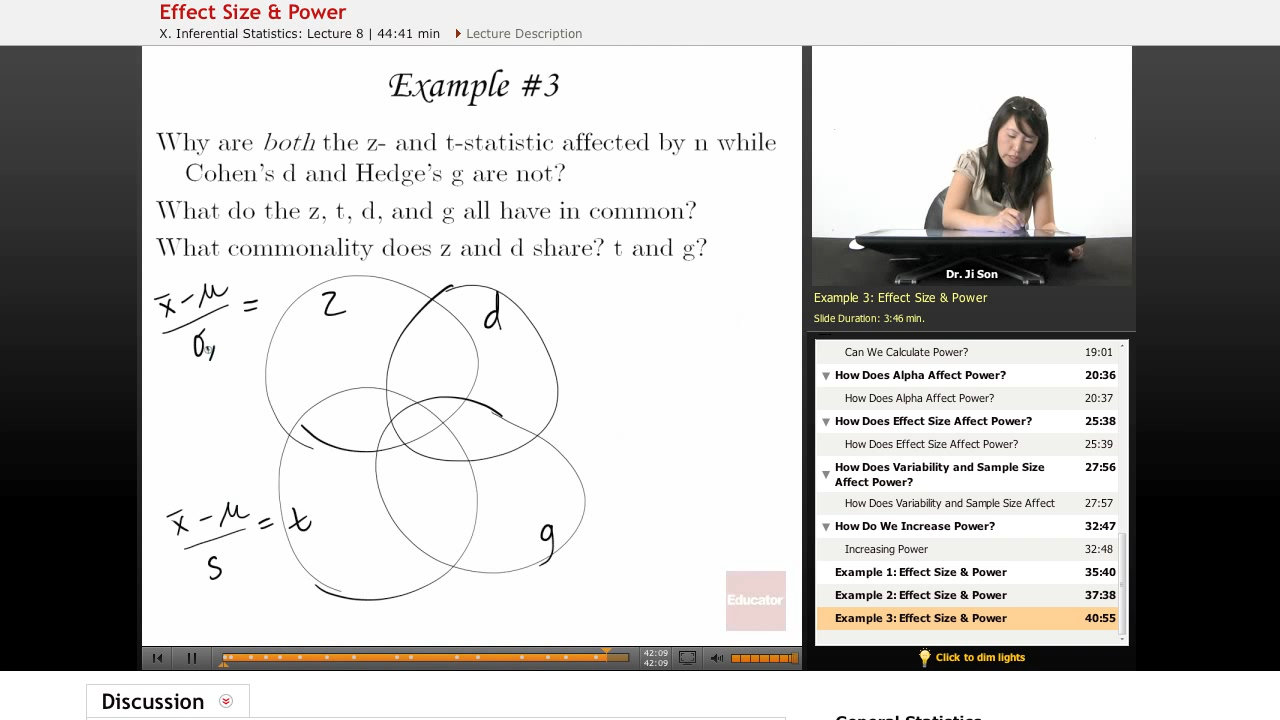 Effect Size & Power
X. Inferential Statistics: Lecture 8 | 44:41 min
Lecture Description
Example #3
Why are both the z- and t-statistic affected by n while
Cohen's d and Hedge's g are not?
What do the z, t, d, and g all have in common?
What commonality does z and d share? t and g?
x̄ - μ
=
σ
z
d
x̄ - μ
= t
s
g
Educator
42:09
42:09
Dr. Ji Son
Example 3: Effect Size & Power
Slide Duration: 3:46 min.
Can We Calculate Power? 19:01
How Does Alpha Affect Power? 20:36
How Does Alpha Affect Power? 20:37
How Does Effect Size Affect Power? 25:38
How Does Effect Size Affect Power? 25:39
How Does Variability and Sample Size 27:56
Affect Power?
How Does Variability and Sample Size Affect 27:57
How Do We Increase Power? 32:47
Increasing Power 32:48
Example 1: Effect Size & Power 35:40
Example 2: Effect Size & Power 37:38
Example 3: Effect Size & Power 40:55
Click to dim lights
Discussion
General Statistics